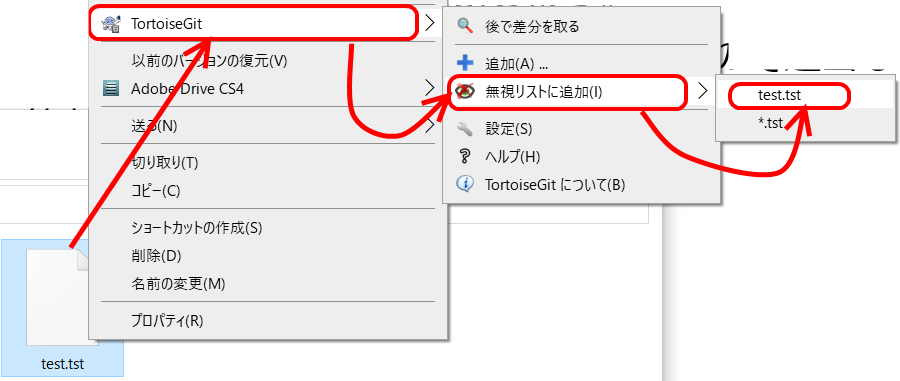 TortoiseGit
以前のバージョンの復元(V)
Adobe Drive CS4
送る(N)
切り取り(T)
コピー(C)
ショートカットの作成(S)
削除(D)
名前の変更(M)
プロパティ(R)
後で差分を取る
追加(A) ...
無視リストに追加(I)
設定(S)
ヘルプ(H)
TortoiseGit について(B)
test.tst
*.tst
test.tst